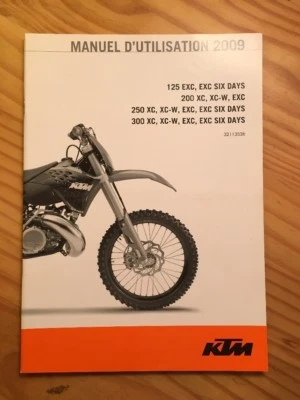 MANUEL D'UTILISATION 2009
125 EXC, EXC SIX DAYS
200 XC, XC-W, EXC
250 XC, XC-W, EXC, EXC SIX DAYS
300 XC, XC-W, EXC, EXC SIX DAYS
KTM
KTM